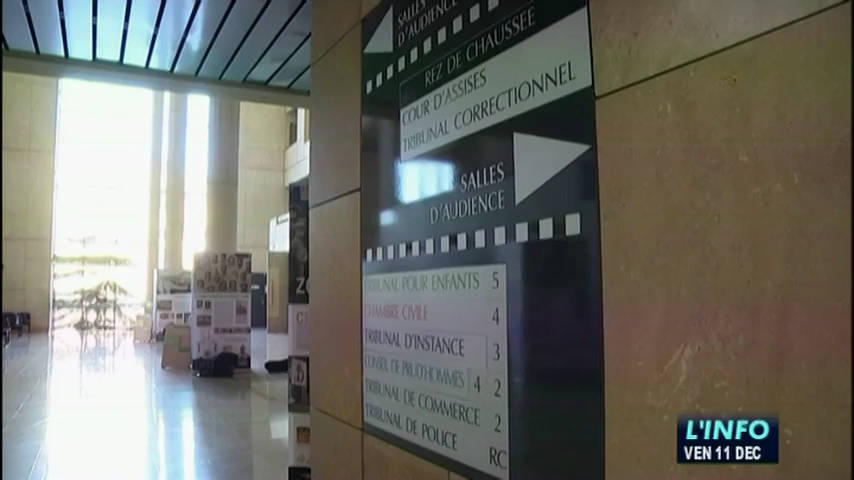 SALLES
D'AUDIENCE
REZ DE CHAUSSEE
COUR D'ASSISES
TRIBUNAL CORRECTIONNEL
SALLES
D'AUDIENCE
TRIBUNAL POUR ENFANTS 5
CHAMBRE CIVILE 4
TRIBUNAL D'INSTANCE 3
CONSEIL DE PRUD'HOMMES 4 2
TRIBUNAL DE COMMERCE 2
TRIBUNAL DE POLICE RC
L'INFO
VEN 11 DEC